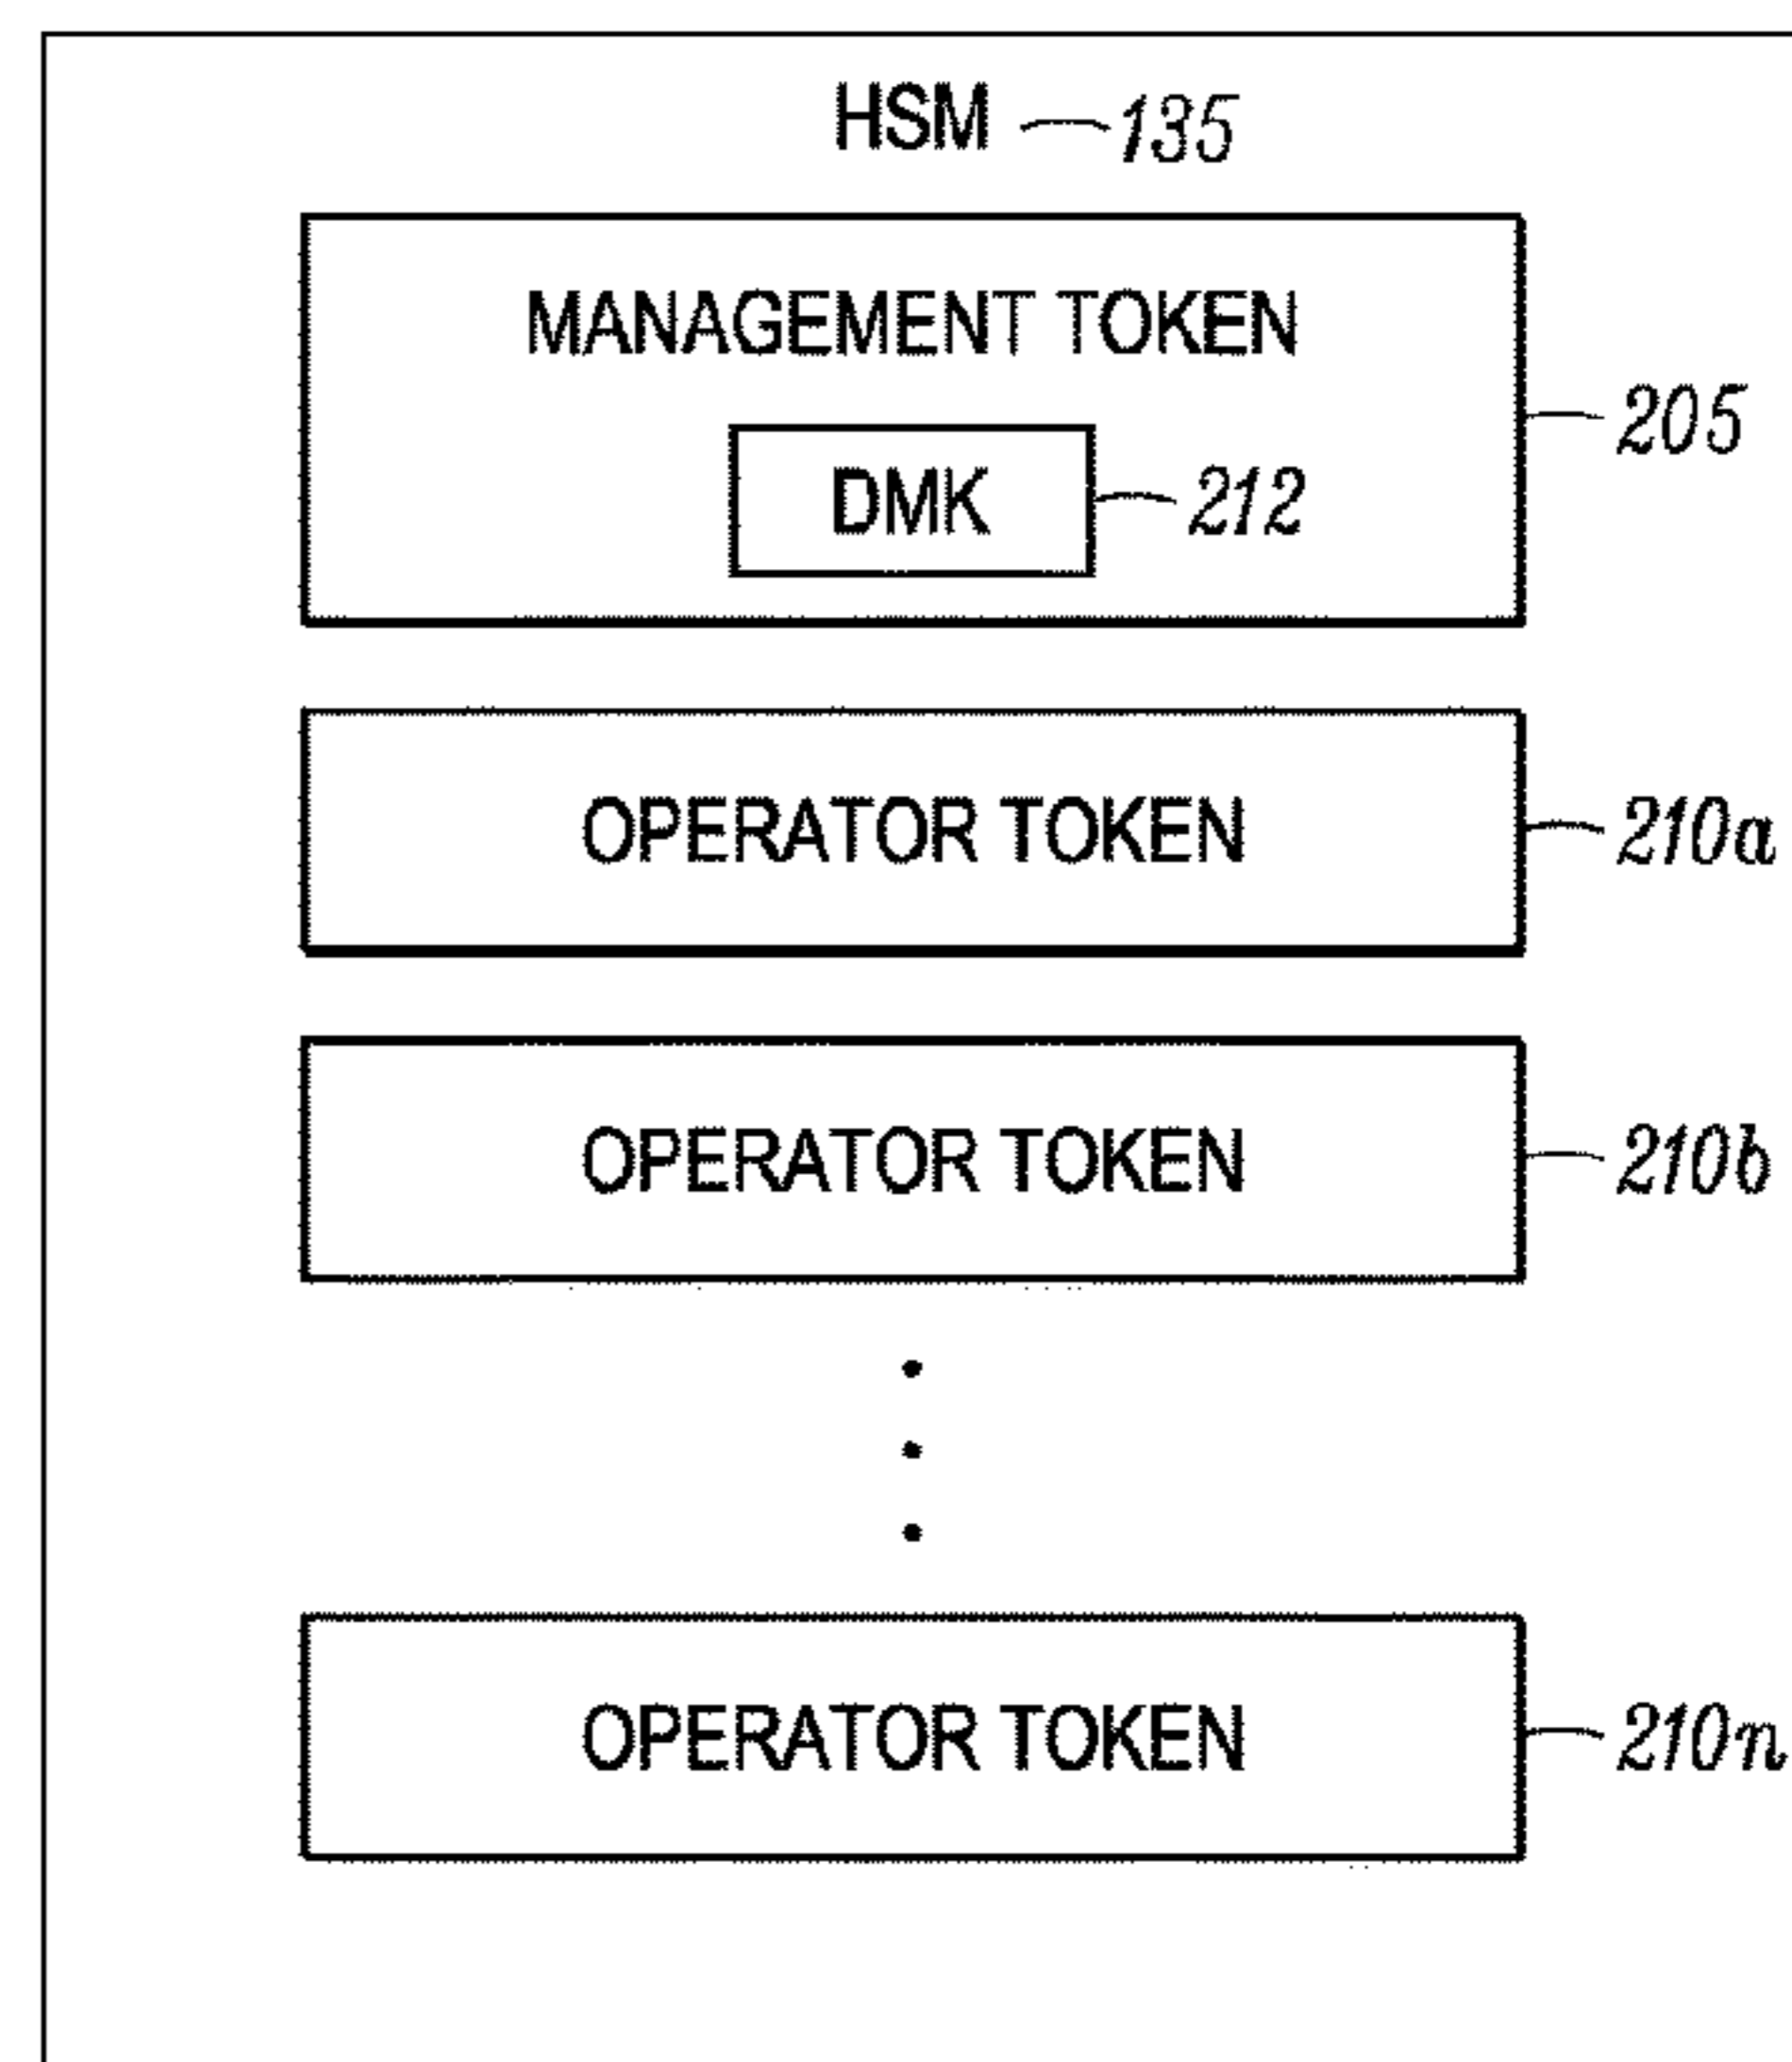 HSM 135
MANAGEMENT TOKEN
205
DMK 212
OPERATOR TOKEN 210a
OPERATOR TOKEN 210b
OPERATOR TOKEN 210n